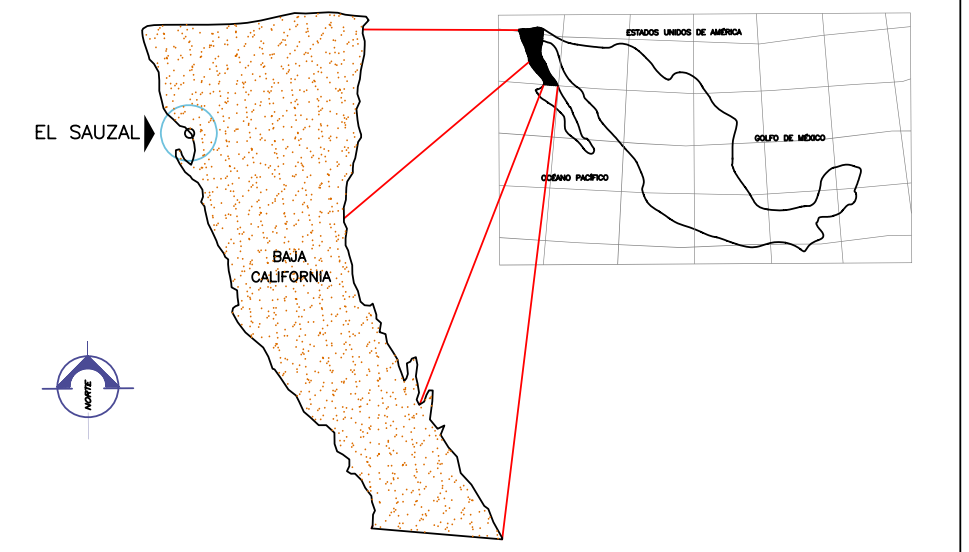 ESTADOS UNIDOS DE AMÉRICA
EL SAUZAL
GOLFO DE MÉXICO
OCÉANO PACÍFICO
BAJA
CALIFORNIA
NORTE